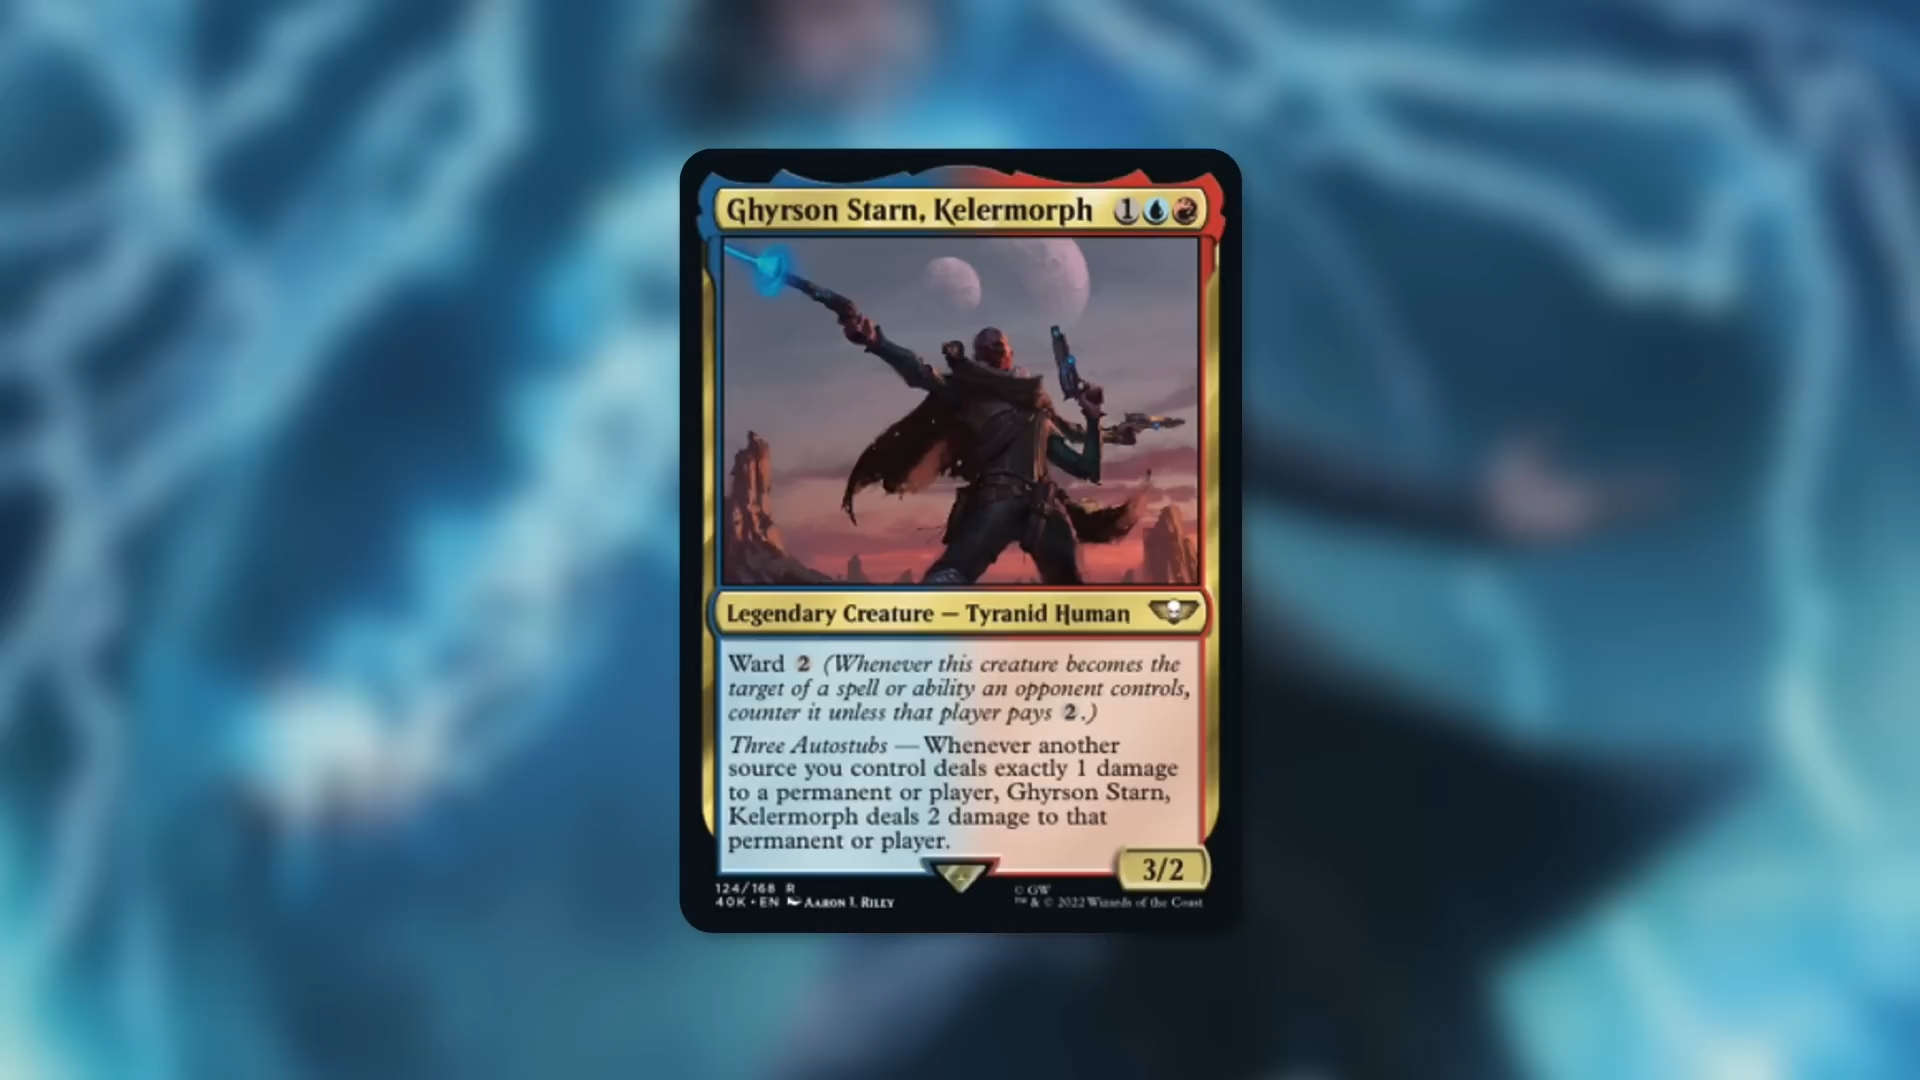 Ghyrson Starn, Kelermorph 1
Legendary Creature — Tyranid Human
Ward 2 (Whenever this creature becomes the
target of a spell or ability an opponent controls,
counter it unless that player pays 2.)
Three Autostubs — Whenever another
source you control deals exactly 1 damage
to a permanent or player, Ghyrson Starn,
Kelermorph deals 2 damage to that
permanent or player.
3/2
124/168 R
40K • EN Aaron J. Riley
© GW
™ & © 2022 Wizards of the Coast